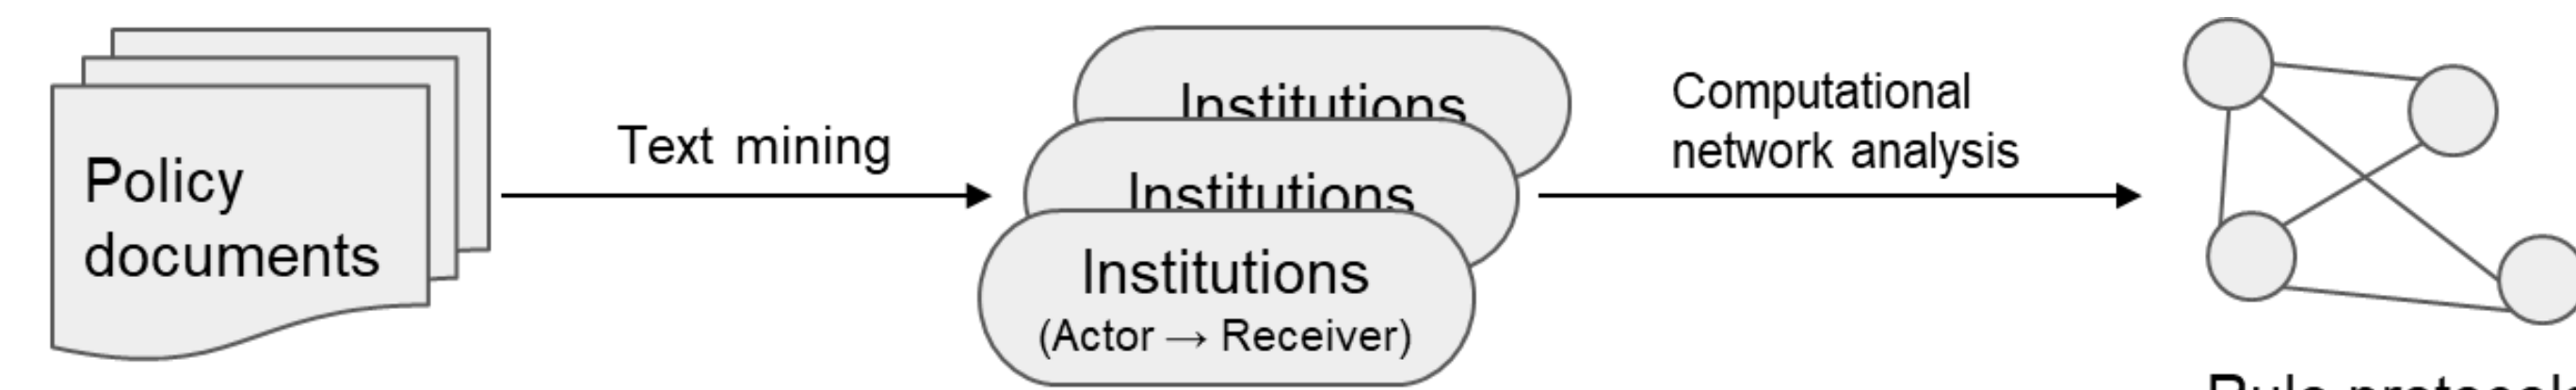 Policy
documents
Text mining
Institutions
Institutions
Institutions
(Actor → Receiver)
Computational
network analysis